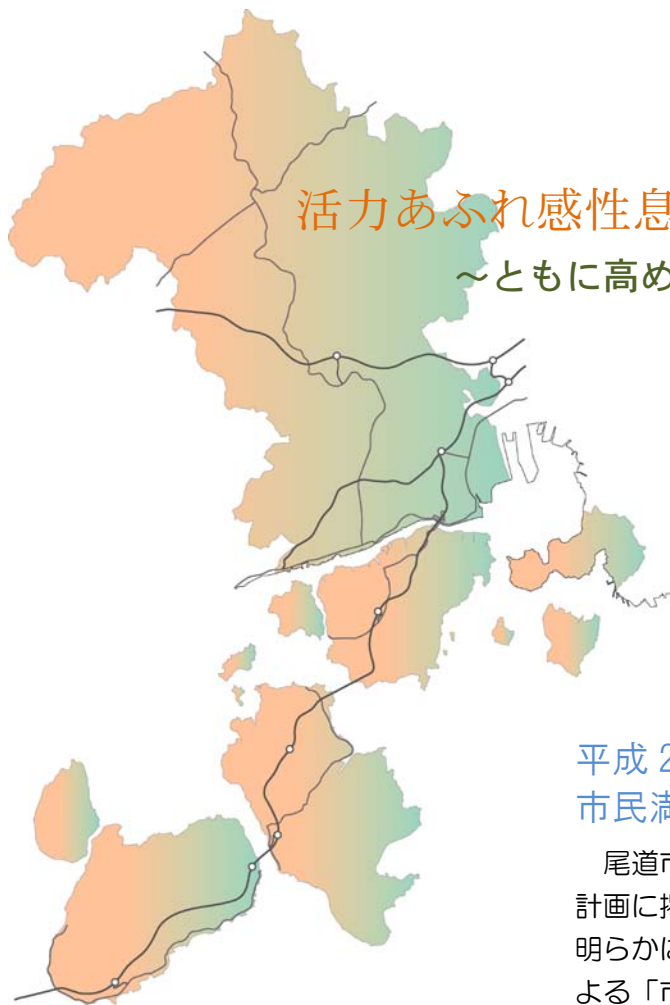 活力あふれ感性息
～ともに高め
平成 2
市民満
尾道市
計画に掲
明らかに
よる「市